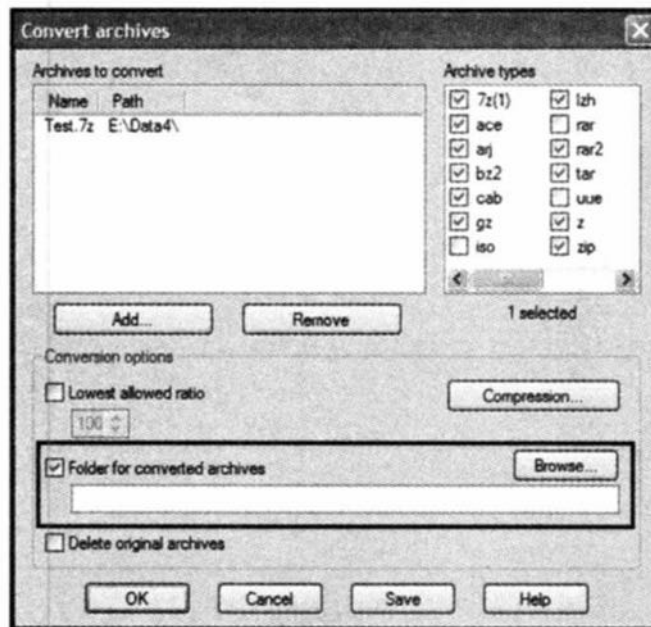 Convert archives
Archives to convert
Name Path
Test.7z E:\Data4\
Archive types
7z(1) lzh
ace rar
arj rar2
bz2 tar
cab uue
gz z
iso zip
1 selected
Add... Remove
Conversion options
Lowest allowed ratio
Compression...
100
Folder for converted archives
Browse...
Delete original archives
OK Cancel Save Help